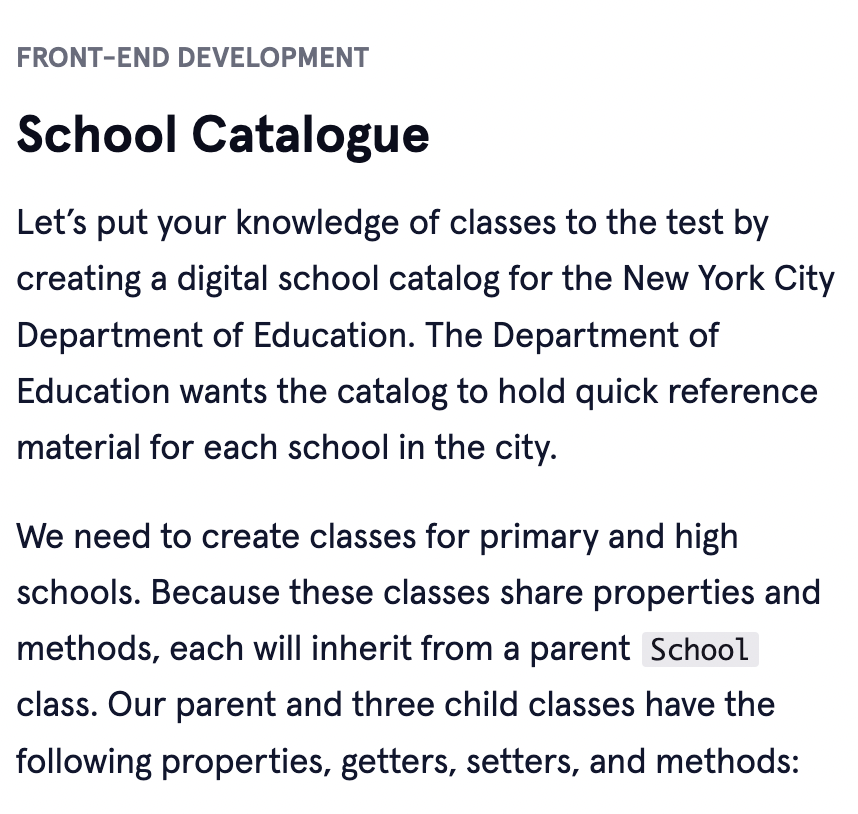 FRONT-END DEVELOPMENT
School Catalogue
Let’s put your knowledge of classes to the test by
creating a digital school catalog for the New York City
Department of Education. The Department of
Education wants the catalog to hold quick reference
material for each school in the city.
We need to create classes for primary and high
schools. Because these classes share properties and
methods, each will inherit from a parent School
class. Our parent and three child classes have the
following properties, getters, setters, and methods: